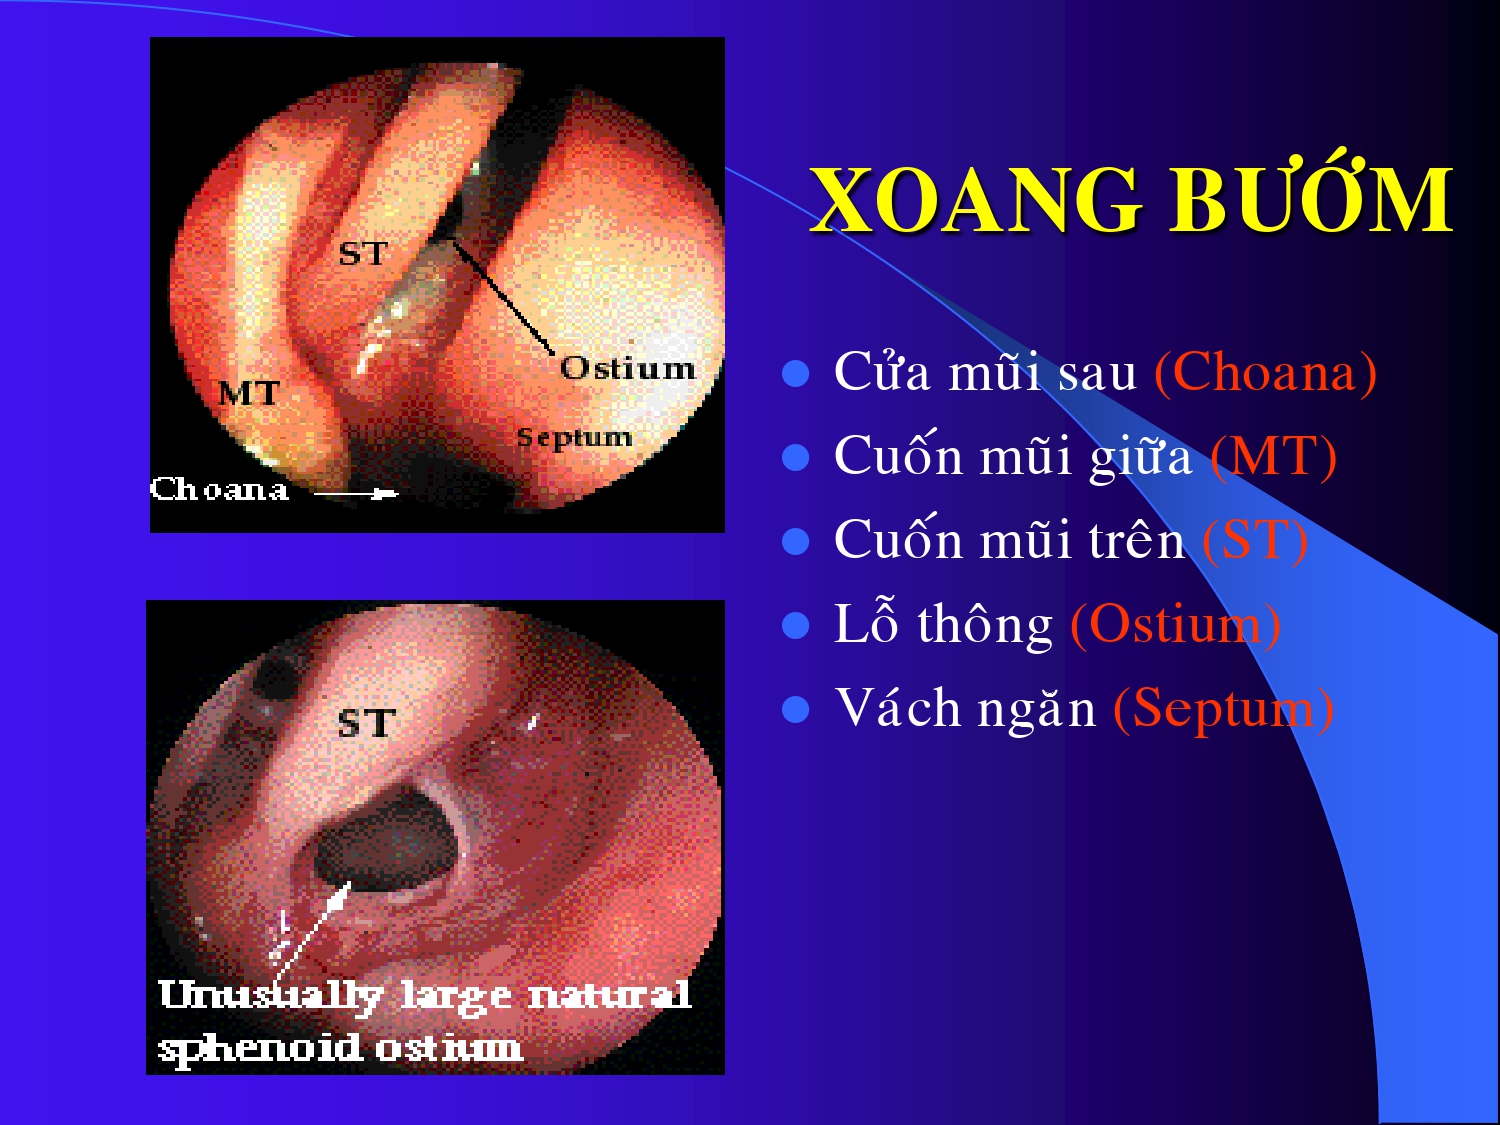 ST
Ostium
MT
Septum
Choana
ST
Unusually large natural
sphenoid ostium
XOANG BƯỚM
Cửa mũi sau (Choana)
Cuốn mũi giữa (MT)
Cuốn mũi trên (ST)
Lỗ thông (Ostium)
Vách ngăn (Septum)